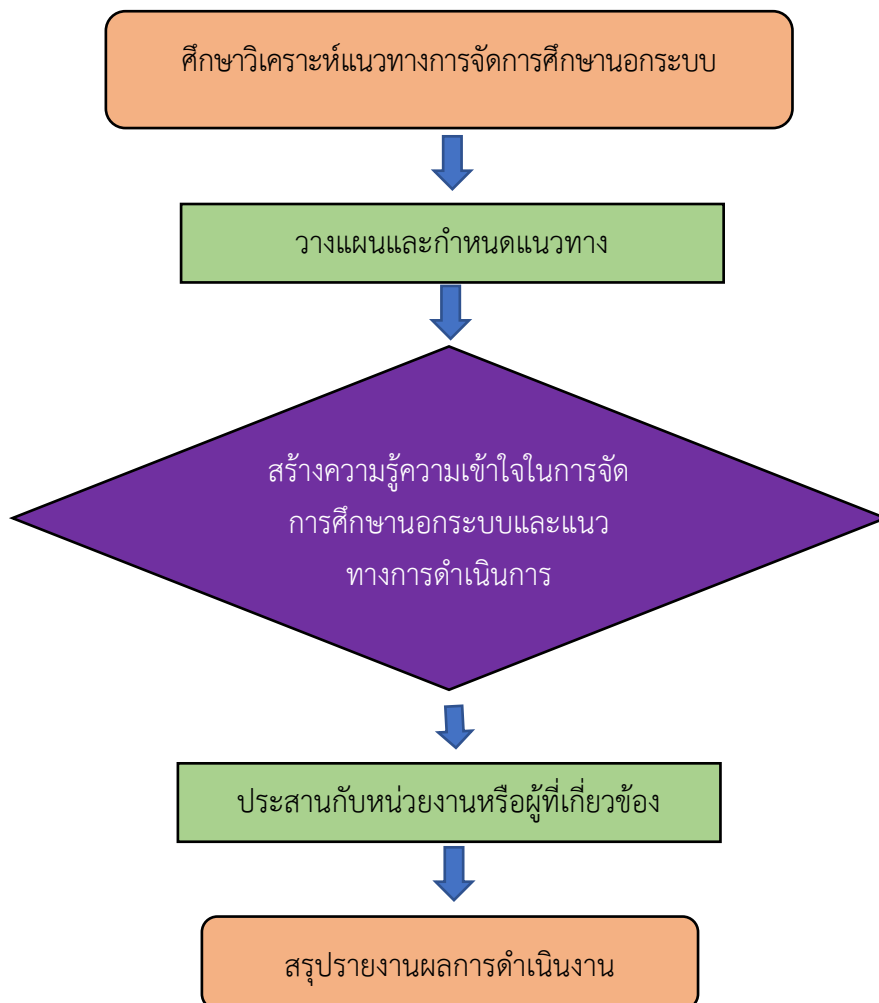 ศึกษาวิเคราะห์แนวทางการจัดการศึกษานอกระบบ
วางแผนและกำหนดแนวทาง
สร้างความรู้ความเข้าใจในการจัด
การศึกษานอกระบบและแนว
ทางการดำเนินการ
ประสานกับหน่วยงานหรือผู้ที่เกี่ยวข้อง
สรุปรายงานผลการดำเนินงาน